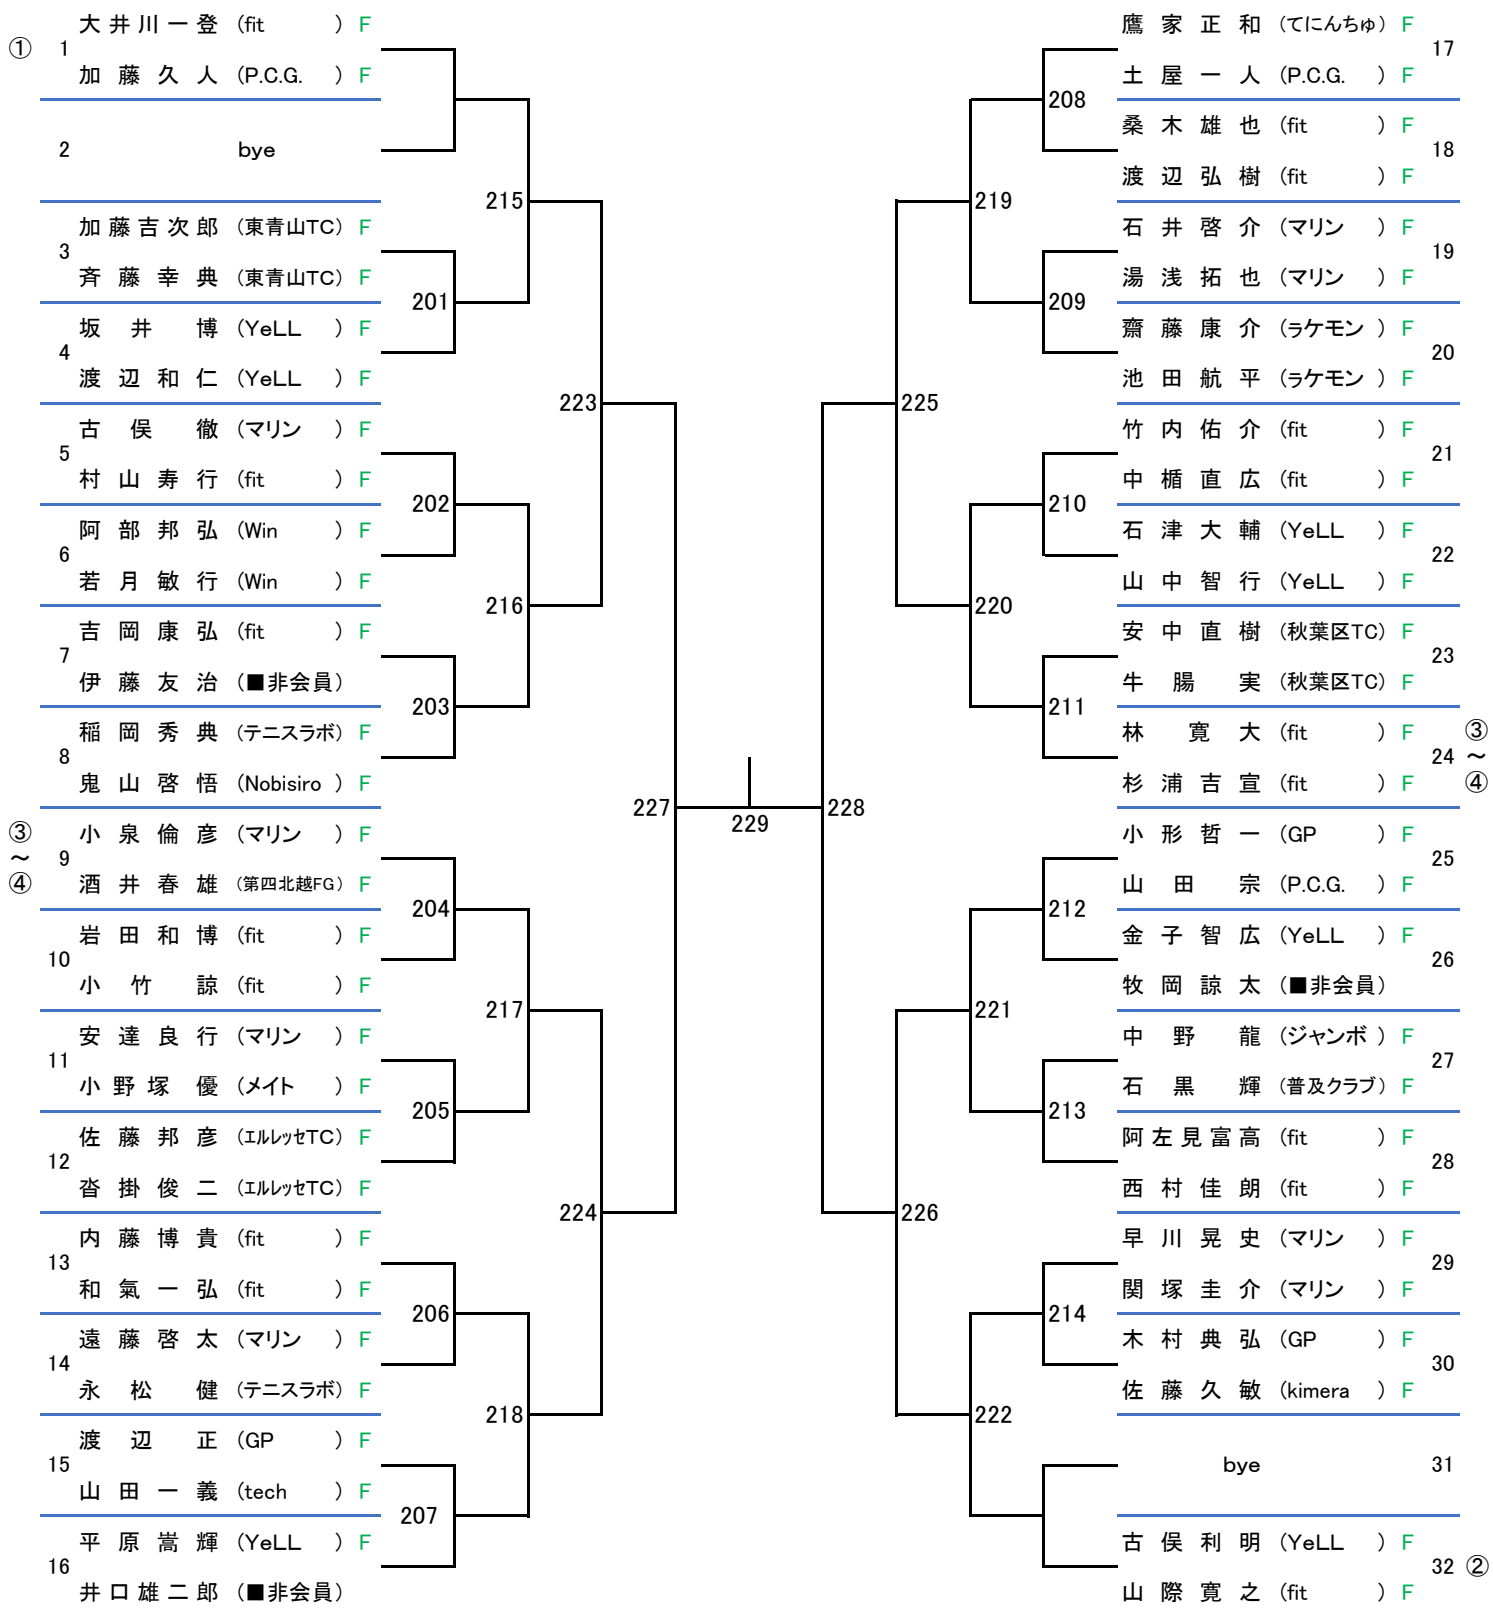 ① 1 大井川一登 (fit) F
加藤久人 (P.C.G.) F
2 bye
3 加藤吉次郎 (東青山TC) F
斉藤幸典 (東青山TC) F
4 坂井博 (YeLL) F
渡辺和仁 (YeLL) F
5 古俣徹 (マリン) F
村山寿行 (fit) F
6 阿部邦弘 (Win) F
若月敏行 (Win) F
7 吉岡康弘 (fit) F
伊藤友治 (■非会員)
8 稲岡秀典 (テニスラボ) F
鬼山啓悟 (Nobisiro) F
③～④ 9 小泉倫彦 (マリン) F
酒井春雄 (第四北越FG) F
10 岩田和博 (fit) F
小竹諒 (fit) F
11 安達良行 (マリン) F
小野塚優 (メイト) F
12 佐藤邦彦 (エルレッセTC) F
沓掛俊二 (エルレッセTC) F
13 内藤博貴 (fit) F
和氣一弘 (fit) F
14 遠藤啓太 (マリン) F
永松健 (テニスラボ) F
15 渡辺正 (GP) F
山田一義 (tech) F
16 平原嵩輝 (YeLL) F
井口雄二郎 (■非会員)
201
202
203
204
205
206
207
215
216
217
218
223
224
227
229
228
225
226
219
220
221
222
208
209
210
211
212
213
214
鷹家正和 (てにんちゅ) F 17
土屋一人 (P.C.G.) F
桑木雄也 (fit) F 18
渡辺弘樹 (fit) F
石井啓介 (マリン) F 19
湯浅拓也 (マリン) F
齋藤康介 (ラケモン) F 20
池田航平 (ラケモン) F
竹内佑介 (fit) F 21
中楯直広 (fit) F
石津大輔 (YeLL) F 22
山中智行 (YeLL) F
安中直樹 (秋葉区TC) F 23
牛腸実 (秋葉区TC) F
林寛大 (fit) F 24 ③～④
杉浦吉宣 (fit) F
小形哲一 (GP) F 25
山田宗 (P.C.G.) F
金子智広 (YeLL) F 26
牧岡諒太 (■非会員)
中野龍 (ジャンボ) F 27
石黒輝 (普及クラブ) F
阿左見富高 (fit) F 28
西村佳朗 (fit) F
早川晃史 (マリン) F 29
関塚圭介 (マリン) F
木村典弘 (GP) F 30
佐藤久敏 (kimera) F
bye 31
古俣利明 (YeLL) F 32 ②
山際寛之 (fit) F